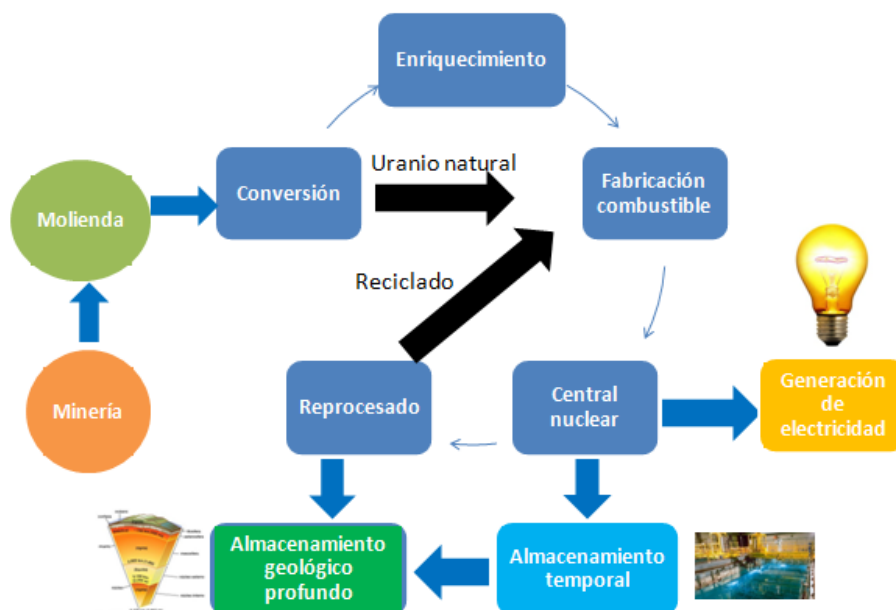 Enriquecimiento
Uranio natural
Conversión
Fabricación
combustible
Molienda
Reciclado
Minería
Reprocesado
Central
nuclear
Generación
de
electricidad
Almacenamiento
geológico
profundo
Almacenamiento
temporal